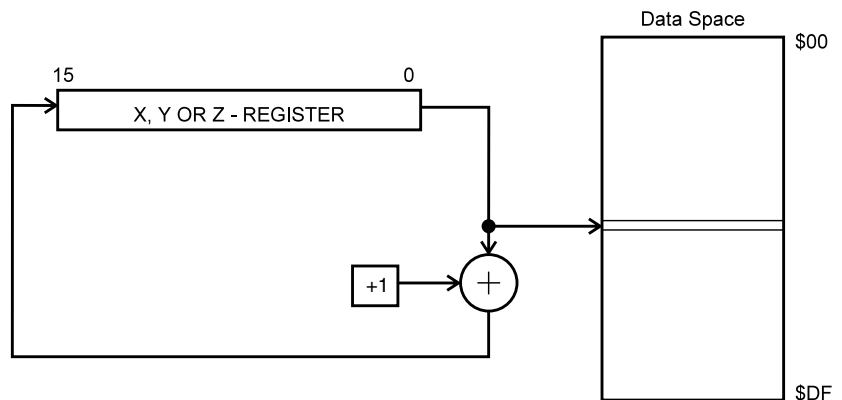 Data Space
$00
15
0
X, Y OR Z - REGISTER
+1
+
$DF